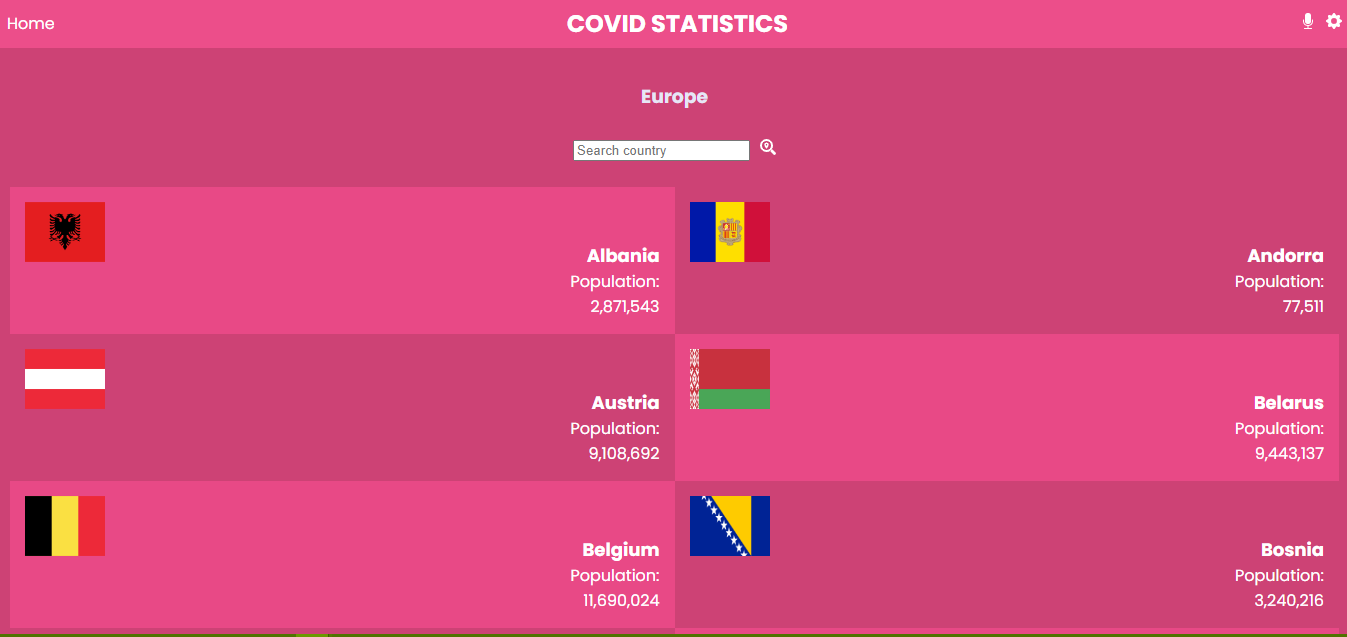 Home
COVID STATISTICS
Europe
Search country
Albania
Population:
2,871,543
Andorra
Population:
77,511
Austria
Population:
9,108,692
Belarus
Population:
9,443,137
Belgium
Population:
11,690,024
Bosnia
Population:
3,240,216